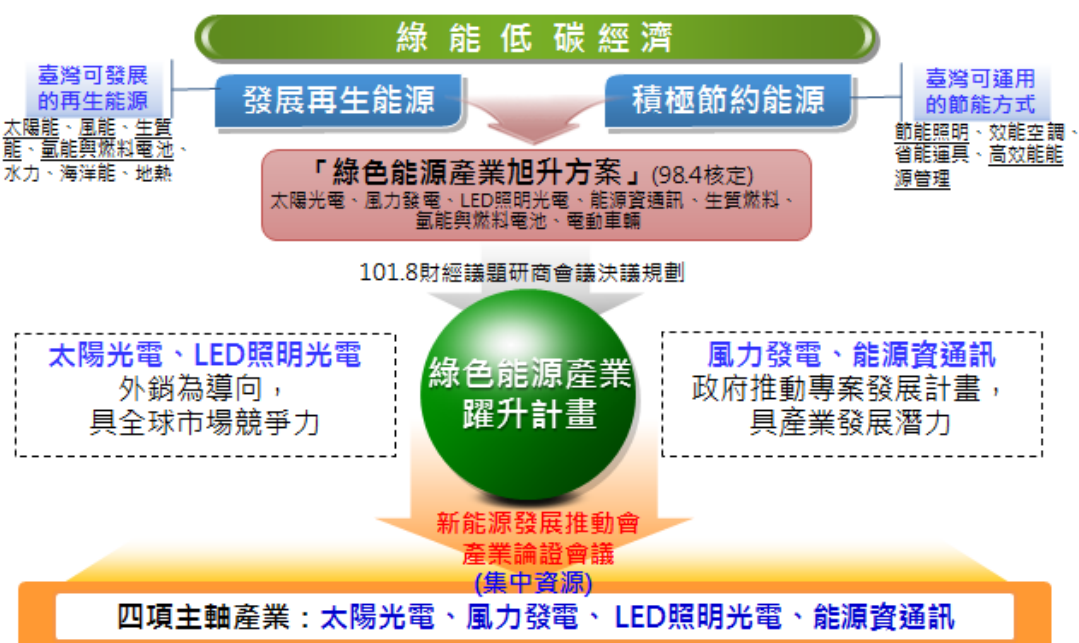 綠能低碳經濟
臺灣可發展
的再生能源
太陽能、風能、生質
能、氫能與燃料電池、
水力、海洋能、地熱
發展再生能源
積極節約能源
臺灣可運用
的節能方式
節能照明、效能空調、
省能運具、高效能能
源管理
「綠色能源產業旭升方案」(98.4核定)
太陽光電、風力發電、LED照明光電、能源資通訊、生質燃料、
氫能與燃料電池、電動車輛
101.8財經議題研商會議決議規劃
太陽光電、LED照明光電
外銷為導向，
具全球市場競爭力
綠色能源產業
躍升計畫
風力發電、能源資通訊
政府推動專案發展計畫，
具產業發展潛力
新能源發展推動會
產業論證會議
(集中資源)
四項主軸產業：太陽光電、風力發電、LED照明光電、能源資通訊